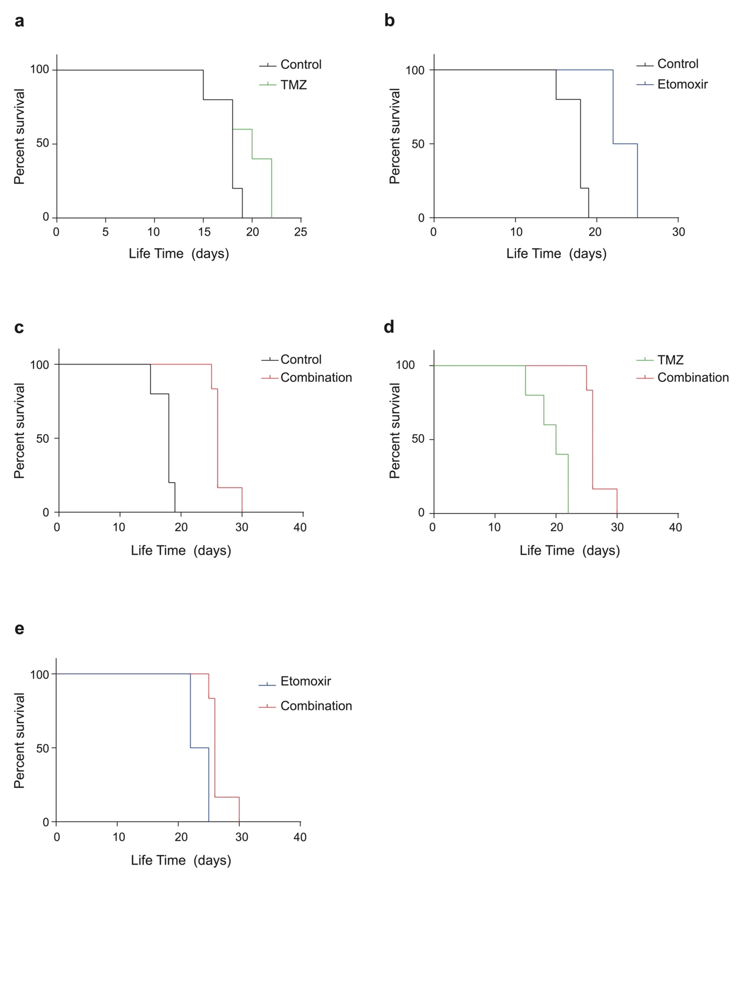 a
Percent survival
100
50
0
0 5 10 15 20 25
Life Time (days)
Control
TMZ
b
Percent survival
100
50
0
0 10 20 30
Life Time (days)
Control
Etomoxir
c
Percent survival
100
50
0
0 10 20 30 40
Life Time (days)
Control
Combination
d
Percent survival
100
50
0
0 10 20 30 40
Life Time (days)
TMZ
Combination
e
Percent survival
100
50
0
0 10 20 30 40
Life Time (days)
Etomoxir
Combination